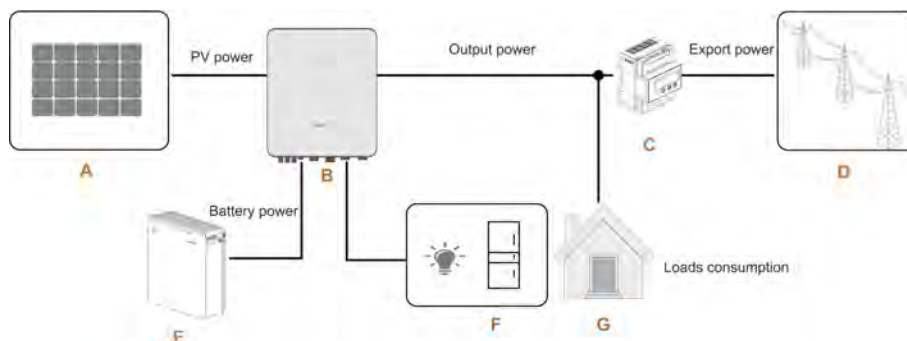 PV power
Output power
Export power
A
B
C
D
Battery power
E
F
G
Loads consumption